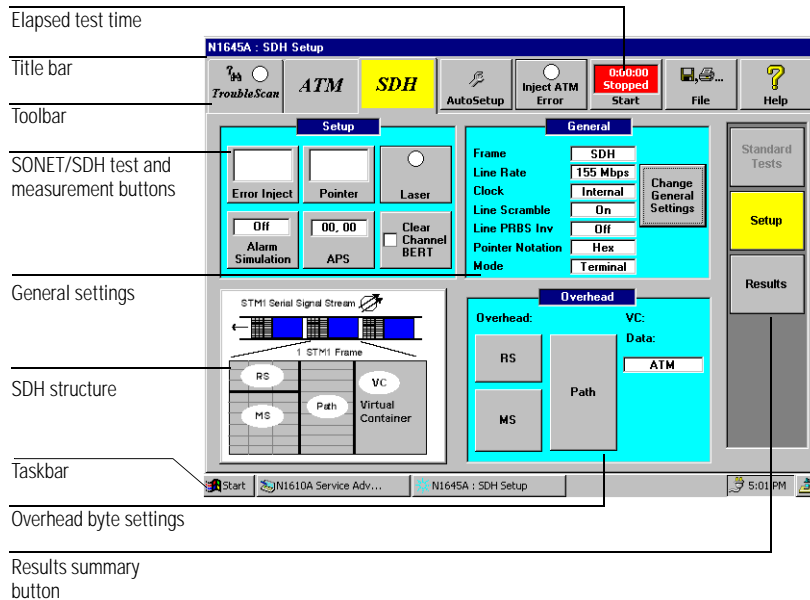 Elapsed test time
Title bar
Toolbar
SONET/SDH test and
measurement buttons
General settings
SDH structure
Taskbar
Overhead byte settings
Results summary
button
N1645A : SDH Setup
TroubleScan
ATM
SDH
AutoSetup
Inject ATM
Error
0:00:00
Stopped
Start
File
Help
Setup
Error Inject
Pointer
Laser
Off
Alarm
Simulation
00, 00
APS
Clear
Channel
BERT
General
Frame SDH
Line Rate 155 Mbps
Clock Internal
Line Scramble On
Line PRBS Inv Off
Pointer Notation Hex
Mode Terminal
Change
General
Settings
Standard
Tests
Setup
Results
STM1 Serial Signal Stream
1 STM1 Frame
RS
MS
Path
VC
Virtual
Container
Overhead
Overhead:
VC:
Data:
RS
MS
Path
ATM
Start
N1610A Service Adv...
N1645A : SDH Setup
5:01 PM